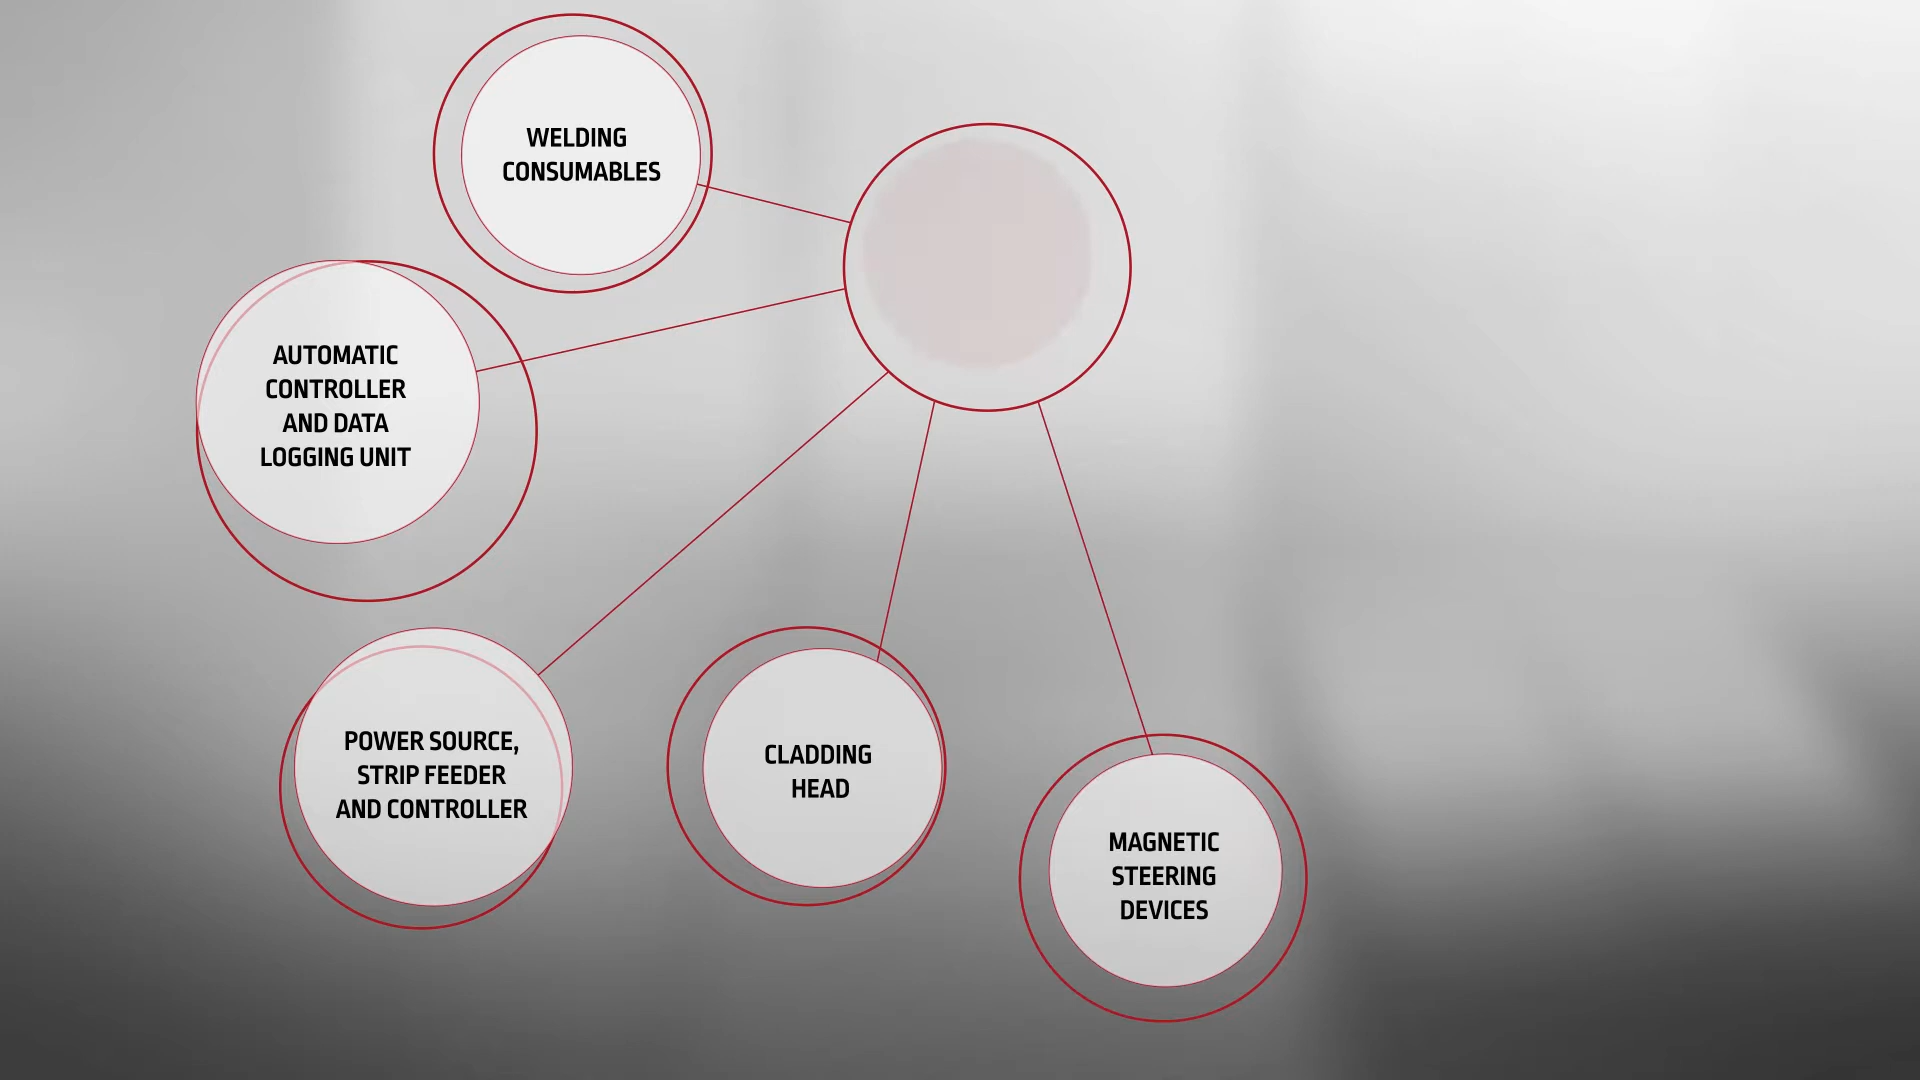 WELDING
CONSUMABLES
AUTOMATIC
CONTROLLER
AND DATA
LOGGING UNIT
POWER SOURCE,
STRIP FEEDER
AND CONTROLLER
CLADDING
HEAD
MAGNETIC
STEERING
DEVICES